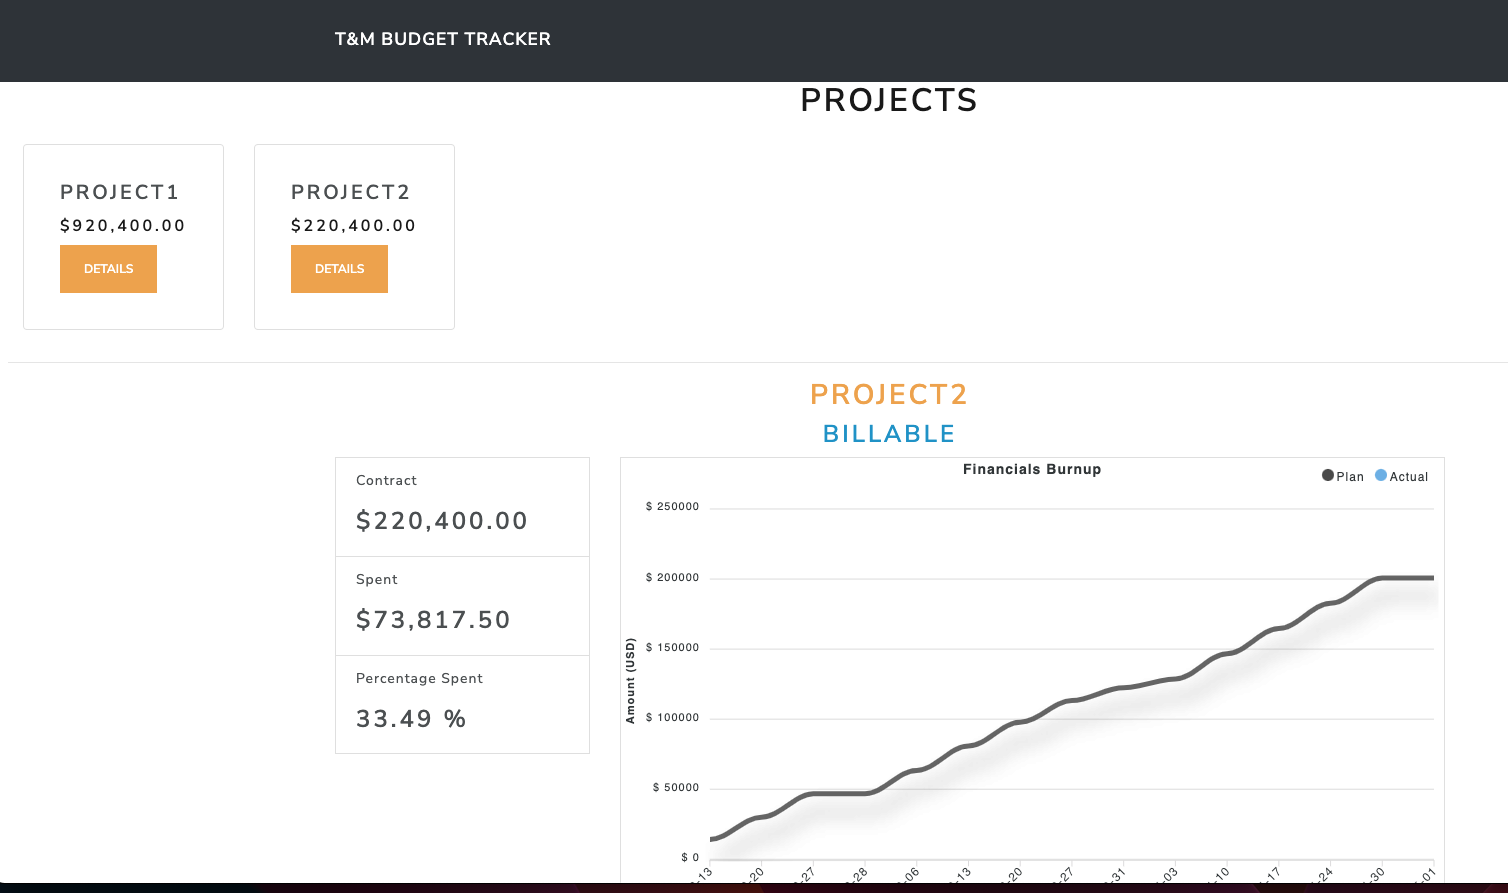 T&M BUDGET TRACKER
PROJECTS
PROJECT1
$920,400.00
DETAILS
PROJECT2
$220,400.00
DETAILS
PROJECT2
BILLABLE
Contract
$220,400.00
Spent
$73,817.50
Percentage Spent
33.49 %
Financials Burnup
Plan
Actual
Amount (USD)
$ 250000
$ 200000
$ 150000
$ 100000
$ 50000
$ 0